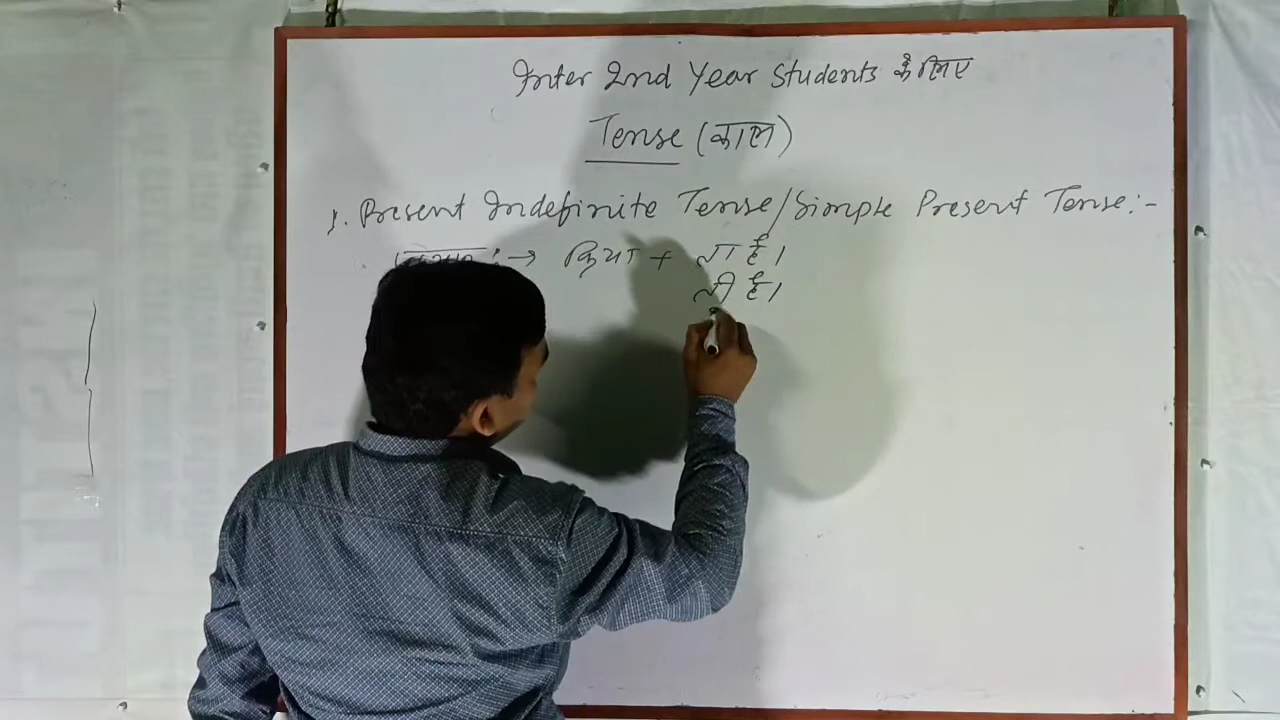 Inter 2nd Year Students के लिए
Tense (काल)
1. Present Indefinite Tense/Simple Present Tense:-
→ क्रिया + ता है।
ती है।